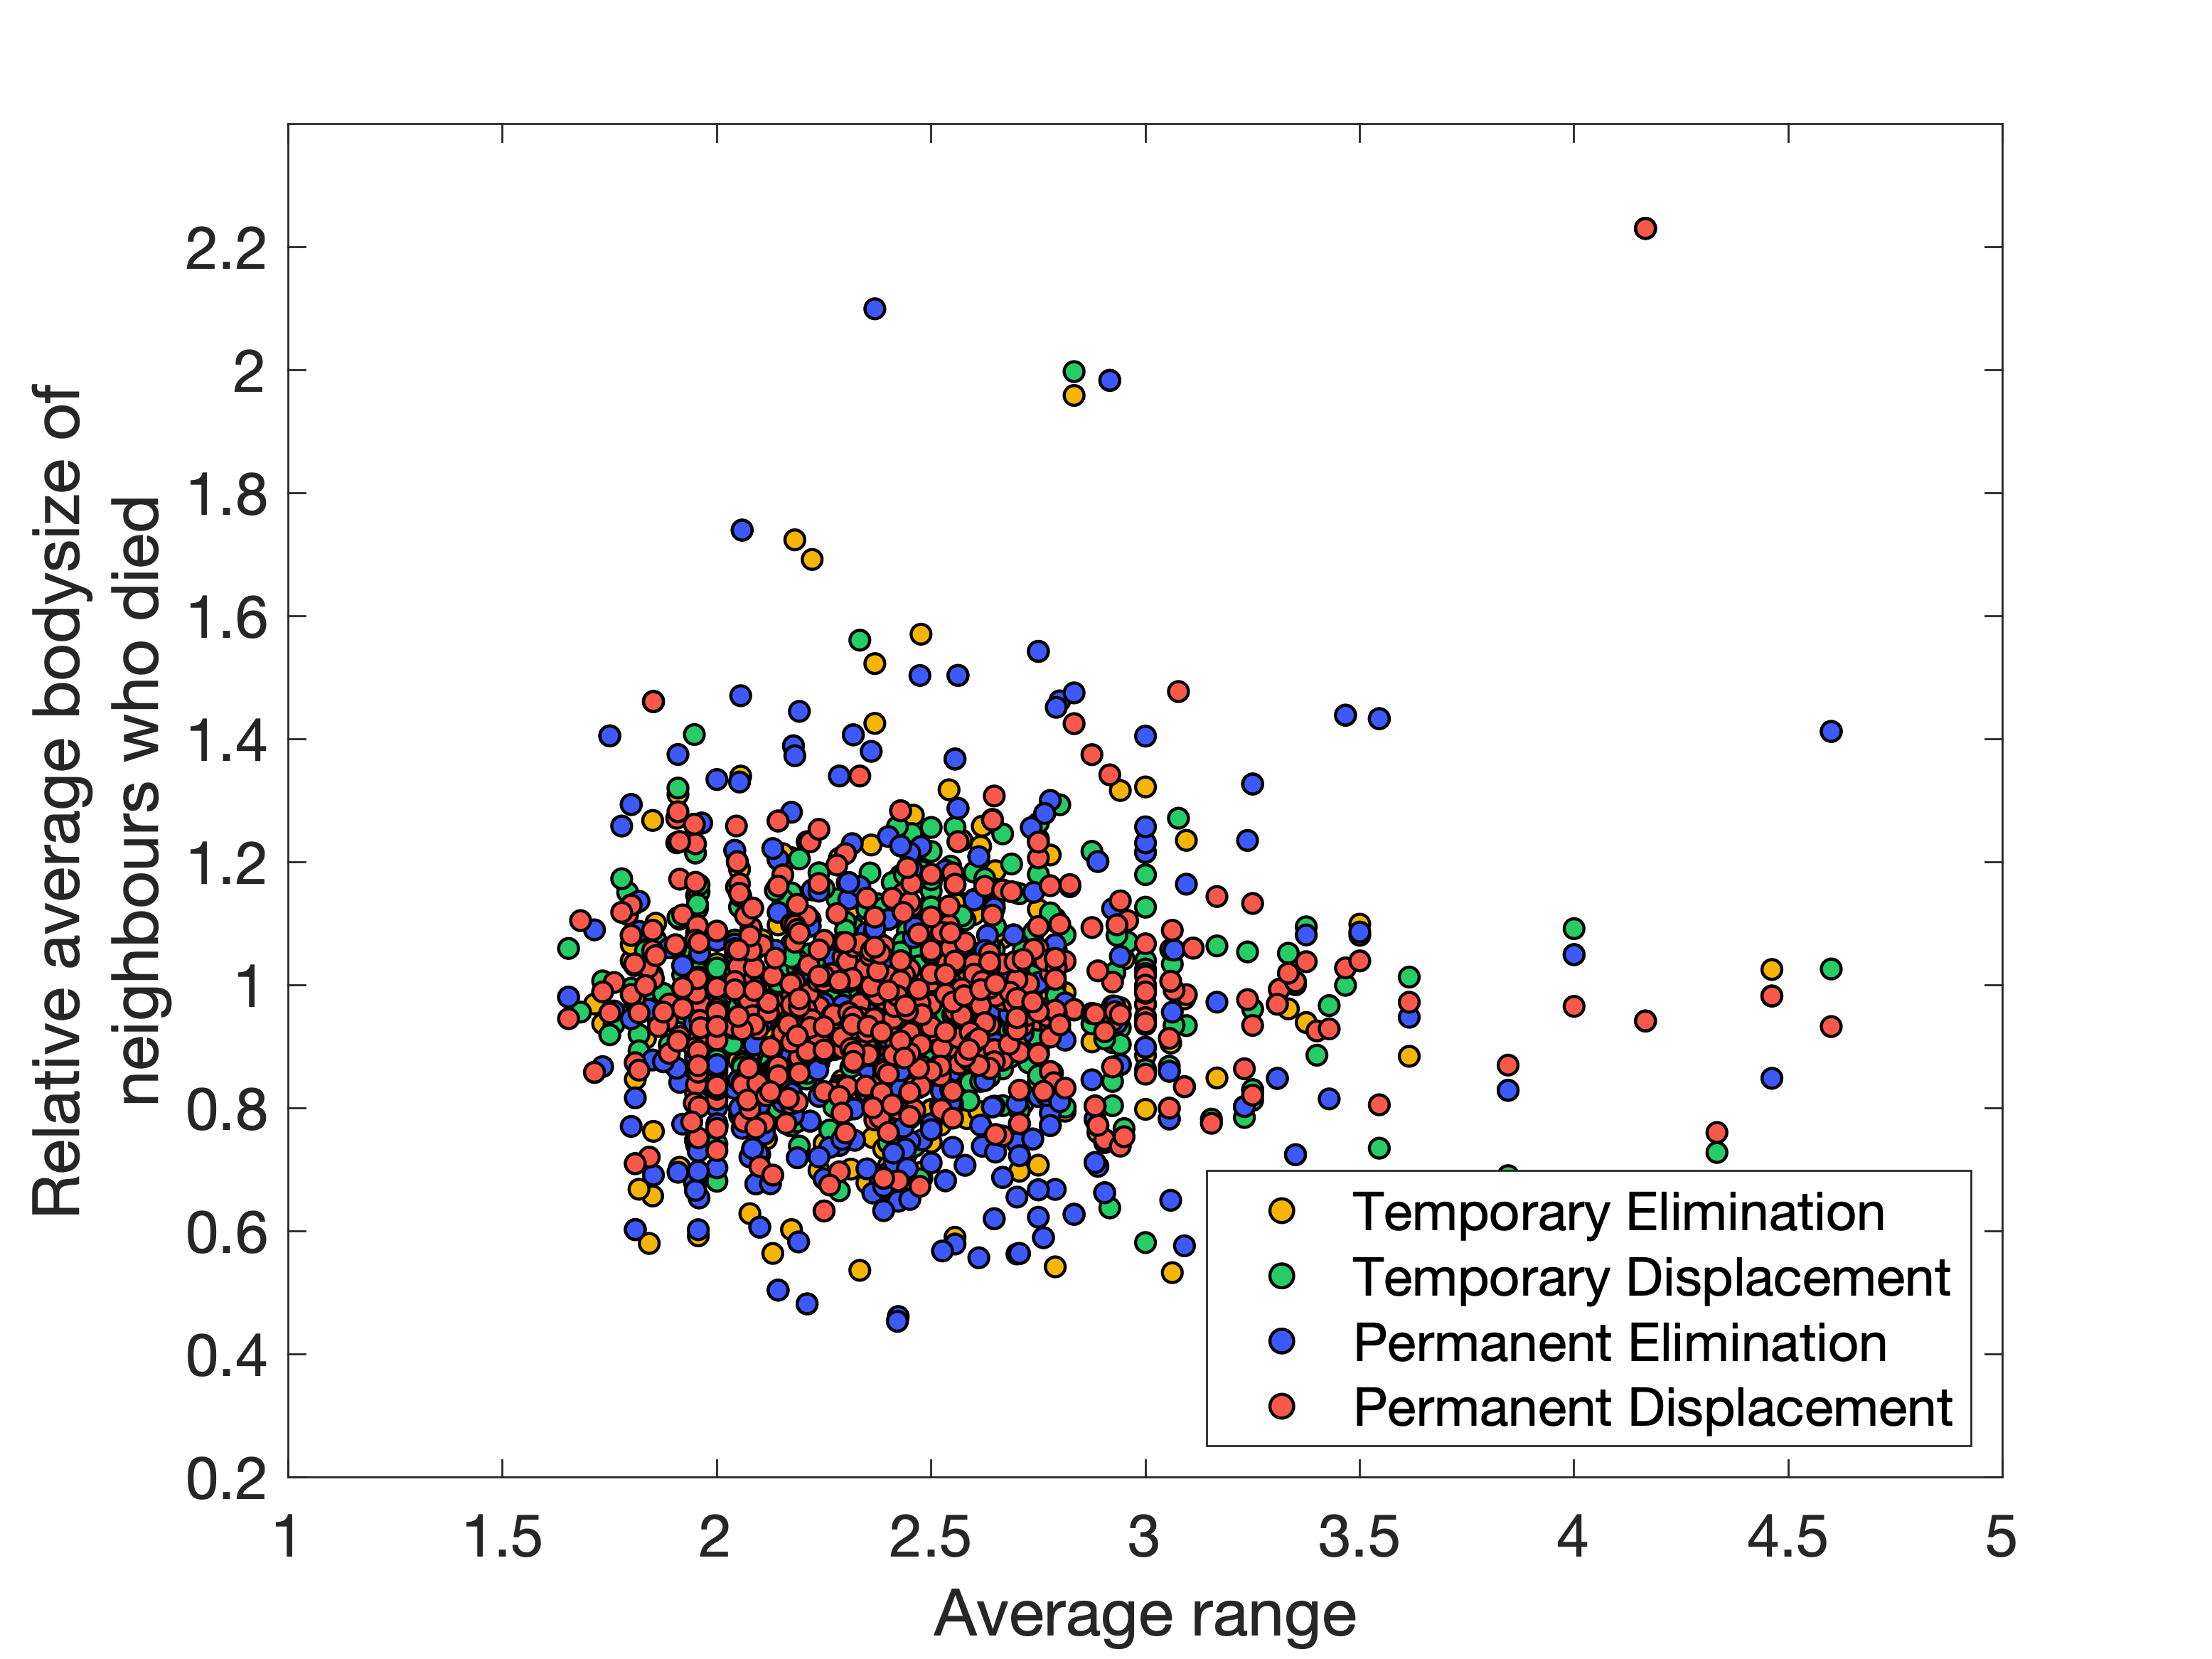 2.2
2
1.8
1.6
1.4
1.2
1
0.8
0.6
0.4
0.2
Relative average bodysize of
neighbours who died
Temporary Elimination
Temporary Displacement
Permanent Elimination
Permanent Displacement
1 1.5 2 2.5 3 3.5 4 4.5 5
Average range